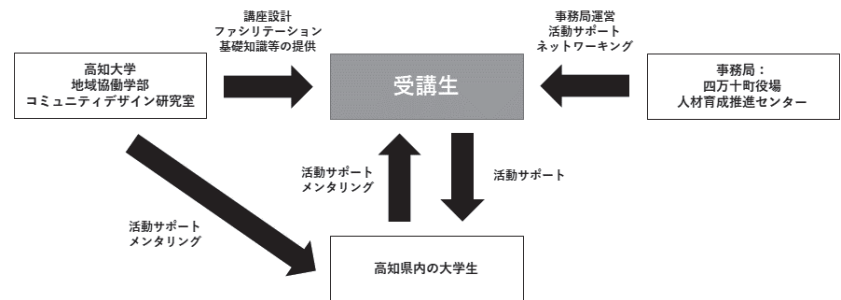 講座設計
ファシリテーション
基礎知識等の提供
事務局運営
活動サポート
ネットワーキング
高知大学
地域協働学部
コミュニティデザイン研究室
受講生
事務局：
四万十町役場
人材育成推進センター
活動サポート
メンタリング
活動サポート
活動サポート
メンタリング
高知県内の大学生